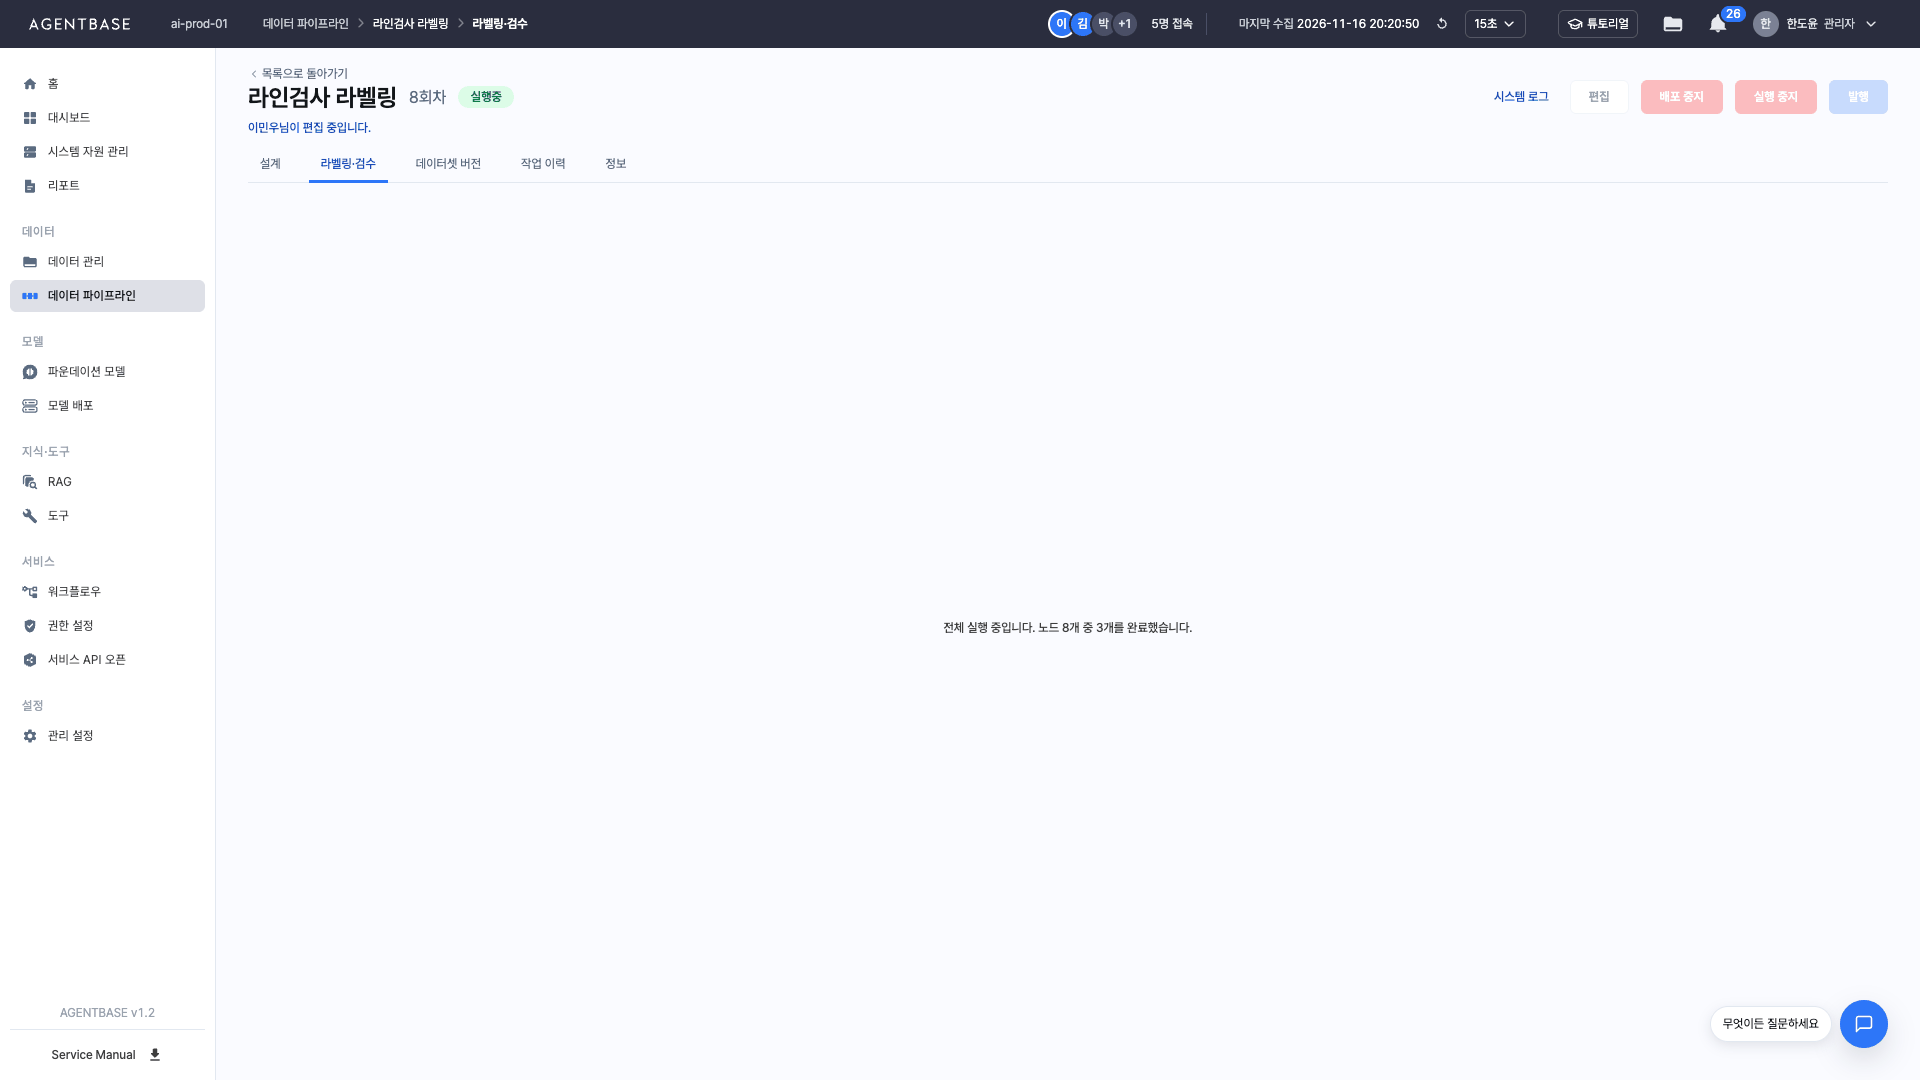 AGENTBASE
ai-prod-01
데이터 파이프라인
라인검사 라벨링
라벨링·검수
이
김
박
+1
5명 접속
마지막 수집 2026-11-16 20:20:50
15초
튜토리얼
26
한
한도윤 관리자
홈
대시보드
시스템 자원 관리
리포트
데이터
데이터 관리
데이터 파이프라인
모델
파운데이션 모델
모델 배포
지식·도구
RAG
도구
서비스
워크플로우
권한 설정
서비스 API 오픈
설정
관리 설정
AGENTBASE v1.2
Service Manual
목록으로 돌아가기
라인검사 라벨링 8회차 실행중
이민우님이 편집 중입니다.
시스템 로그
편집
배포 중지
실행 중지
발행
설계
라벨링·검수
데이터셋 버전
작업 이력
정보
전체 실행 중입니다. 노드 8개 중 3개를 완료했습니다.
무엇이든 질문하세요